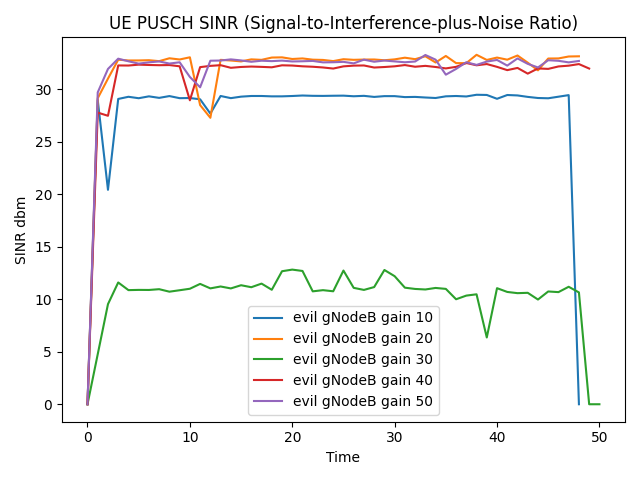 UE PUSCH SINR (Signal-to-Interference-plus-Noise Ratio)
SINR dbm
30
25
20
15
10
5
0
evil gNodeB gain 10
evil gNodeB gain 20
evil gNodeB gain 30
evil gNodeB gain 40
evil gNodeB gain 50
0 10 20 30 40 50
Time